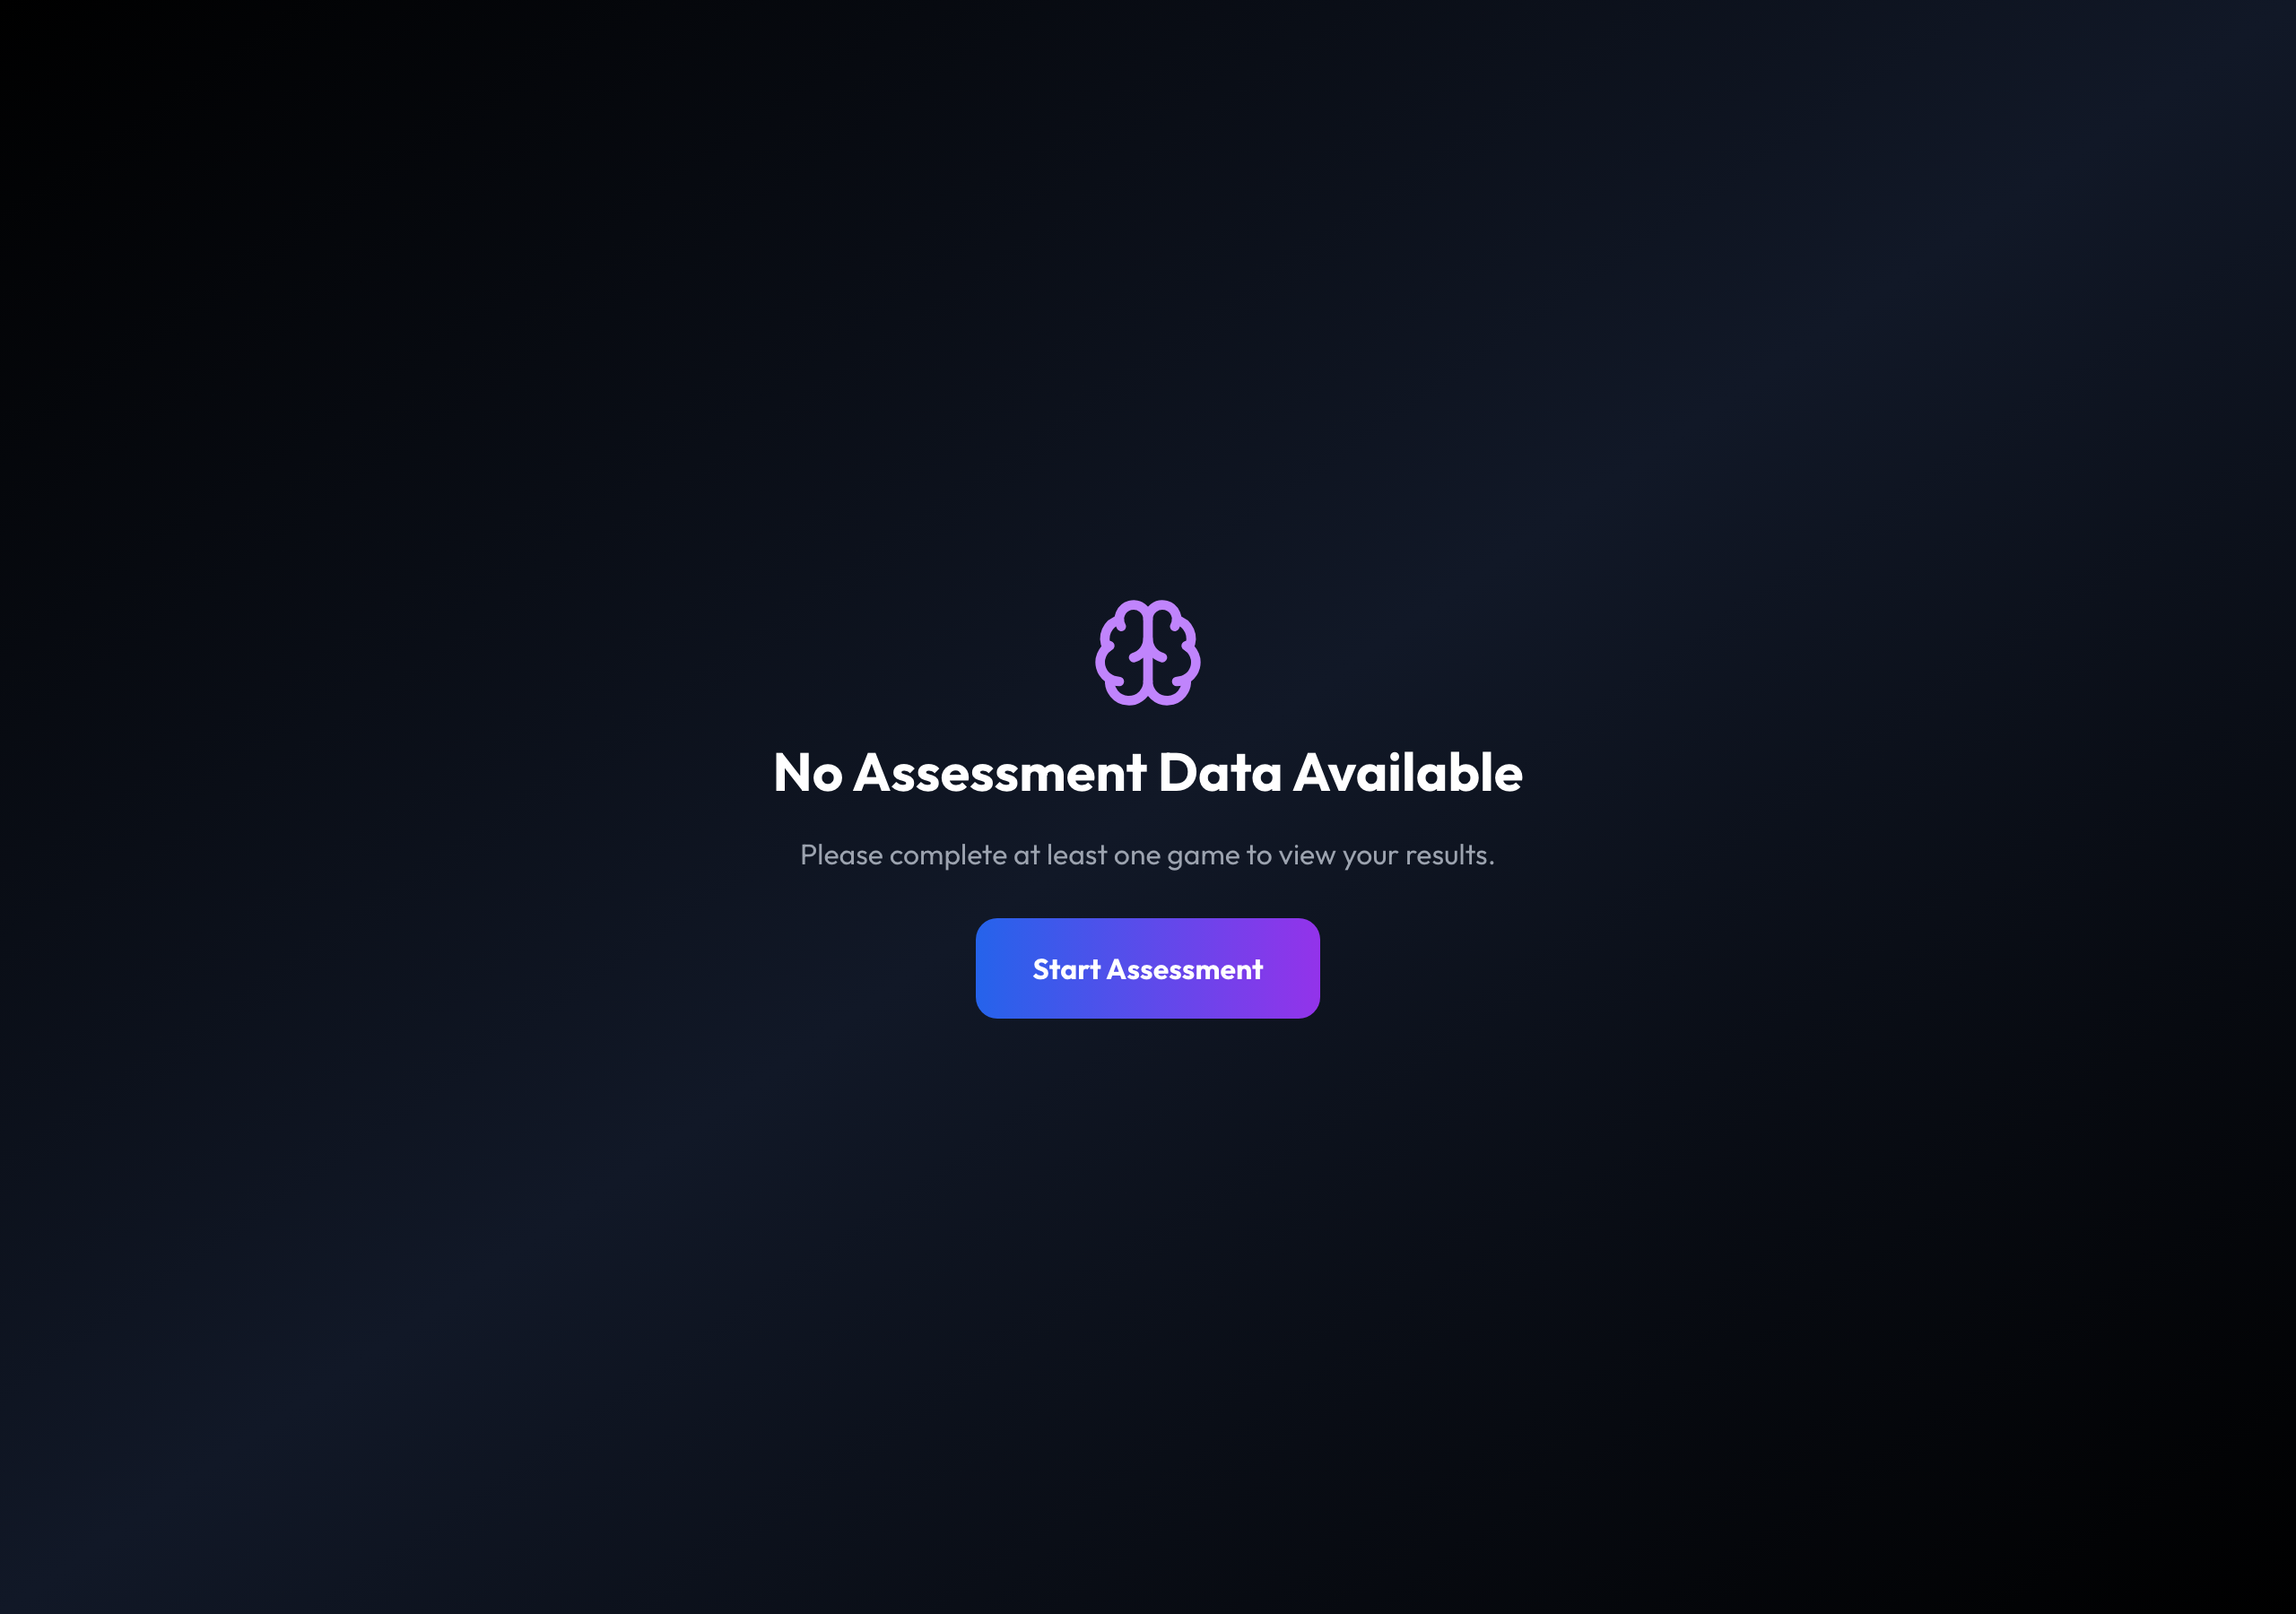 No Assessment Data Available
Please complete at least one game to view your results.
Start Assessment